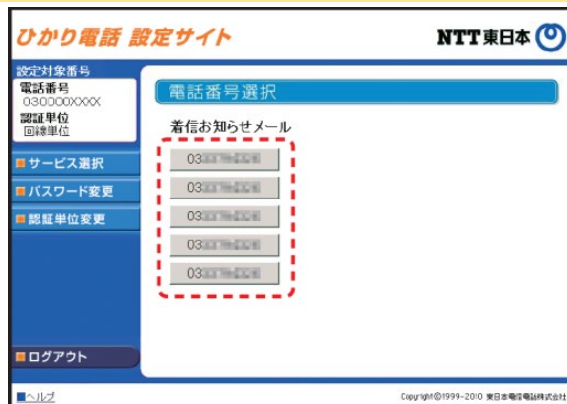 ひかり電話 設定サイト
NTT東日本
設定対象番号
電話番号
030000XXXX
認証単位
回線単位
サービス選択
パスワード変更
認証単位変更
ログアウト
電話番号選択
着信お知らせメール
03
03
03
03
03
ヘルプ
Copyright©1999-2010 東日本電信電話株式会社